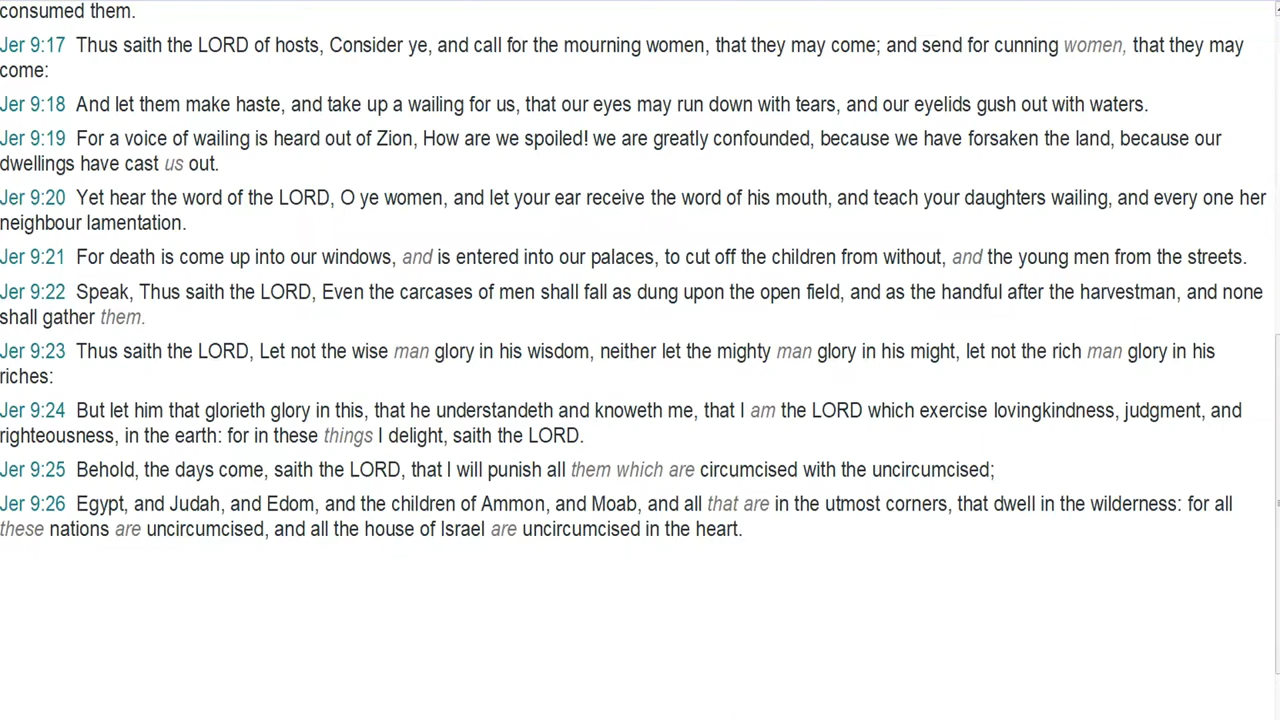 consumed them.
Jer 9:17 Thus saith the LORD of hosts, Consider ye, and call for the mourning women, that they may come; and send for cunning women, that they may
come:
Jer 9:18 And let them make haste, and take up a wailing for us, that our eyes may run down with tears, and our eyelids gush out with waters.
Jer 9:19 For a voice of wailing is heard out of Zion, How are we spoiled! we are greatly confounded, because we have forsaken the land, because our
dwellings have cast us out.
Jer 9:20 Yet hear the word of the LORD, O ye women, and let your ear receive the word of his mouth, and teach your daughters wailing, and every one her
neighbour lamentation.
Jer 9:21 For death is come up into our windows, and is entered into our palaces, to cut off the children from without, and the young men from the streets.
Jer 9:22 Speak, Thus saith the LORD, Even the carcases of men shall fall as dung upon the open field, and as the handful after the harvestman, and none
shall gather them.
Jer 9:23 Thus saith the LORD, Let not the wise man glory in his wisdom, neither let the mighty man glory in his might, let not the rich man glory in his
riches:
Jer 9:24 But let him that glorieth glory in this, that he understandeth and knoweth me, that I am the LORD which exercise lovingkindness, judgment, and
righteousness, in the earth: for in these things I delight, saith the LORD.
Jer 9:25 Behold, the days come, saith the LORD, that I will punish all them which are circumcised with the uncircumcised;
Jer 9:26 Egypt, and Judah, and Edom, and the children of Ammon, and Moab, and all that are in the utmost corners, that dwell in the wilderness: for all
these nations are uncircumcised, and all the house of Israel are uncircumcised in the heart.